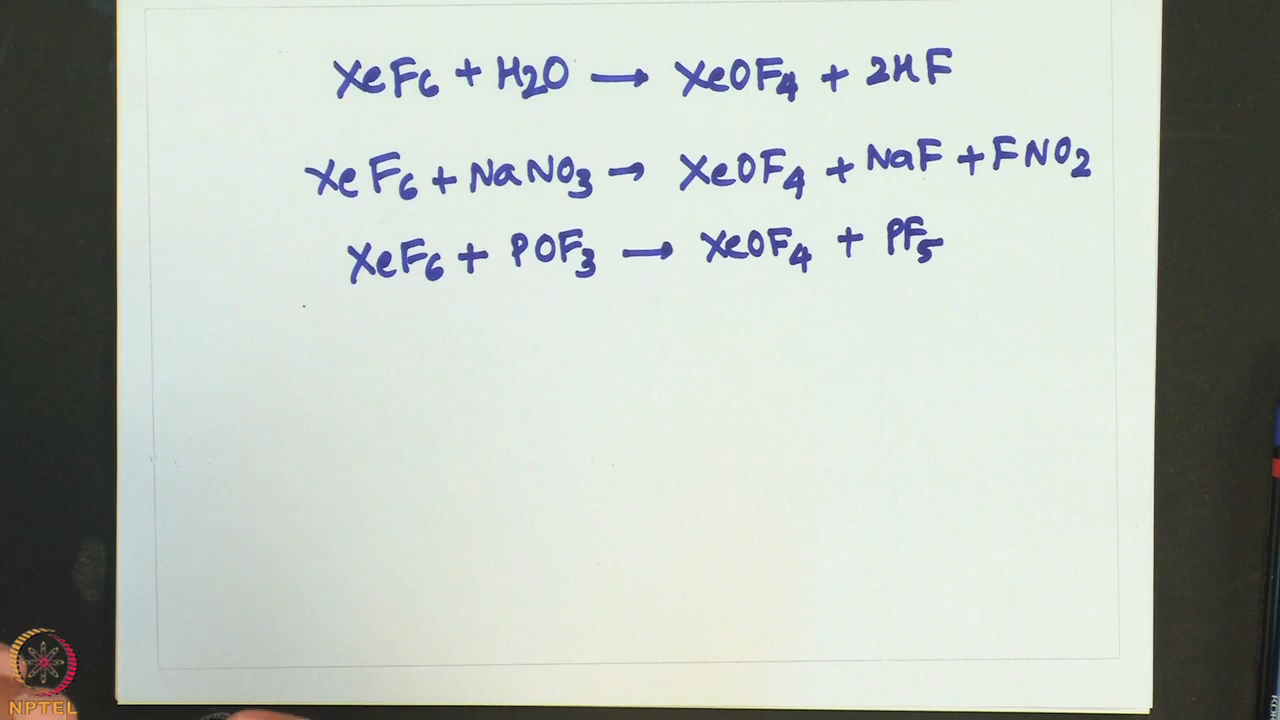 XeF6 + H2O → XeOF4 + 2HF
XeF6 + NaNO3 → XeOF4 + NaF + FNO2
XeF6 + POF3 → XeOF4 + PF5
NPTEL